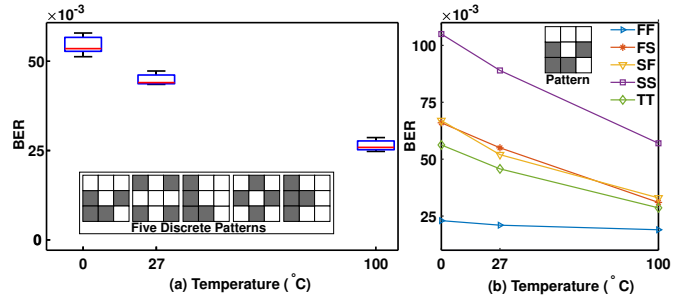 ×10⁻³
50
25
0
BER
Five Discrete Patterns
0 27 100
(a) Temperature (°C)
×10⁻³
100
75
50
25
BER
Pattern
FF
FS
SF
SS
TT
0 27 100
(b) Temperature (°C)